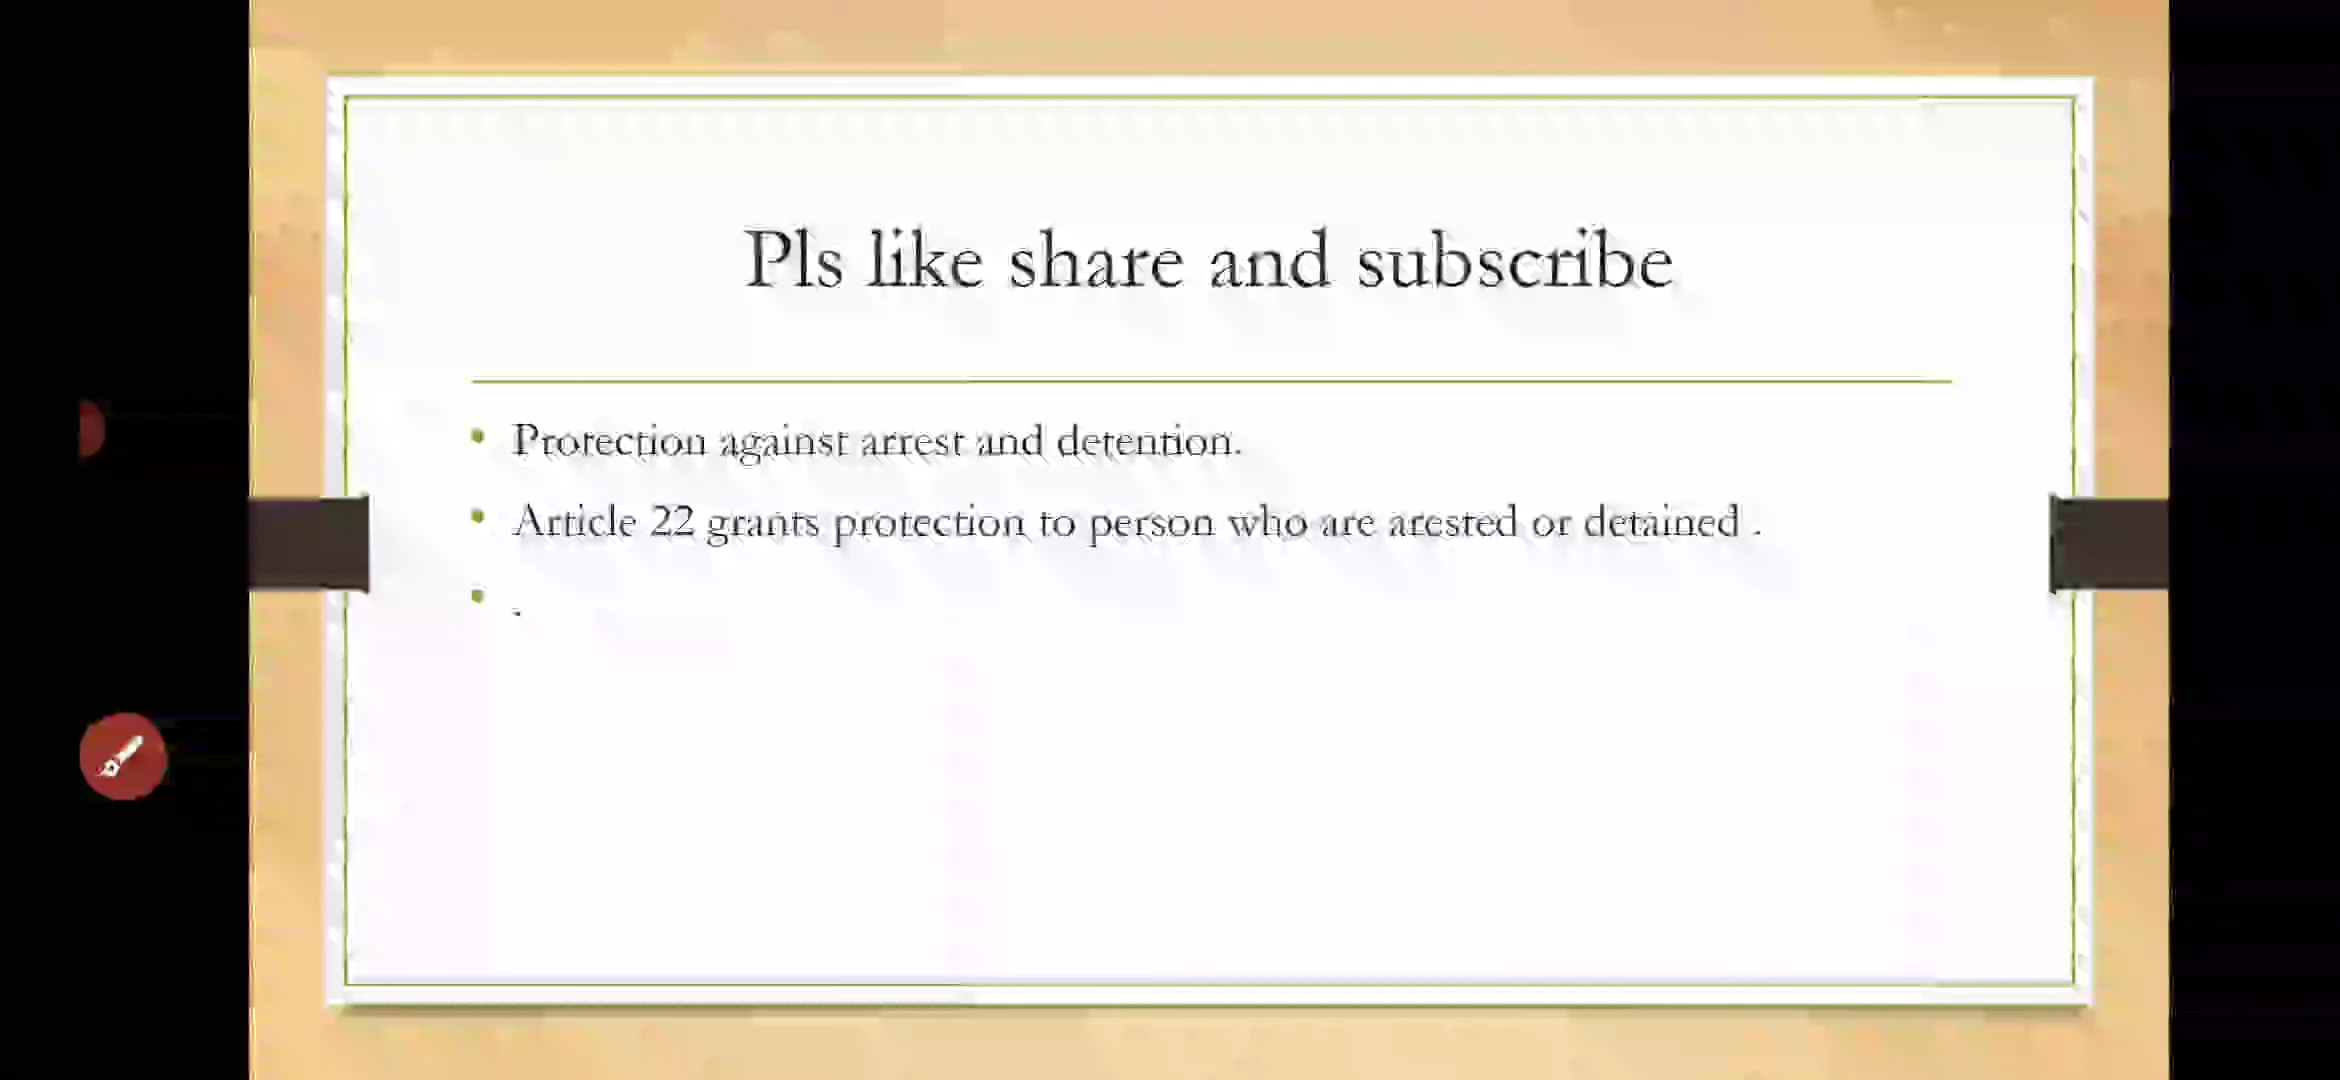 Pls like share and subscribe
• Protection against arrest and detention.
• Article 22 grants protection to person who are arested or detained .
• .